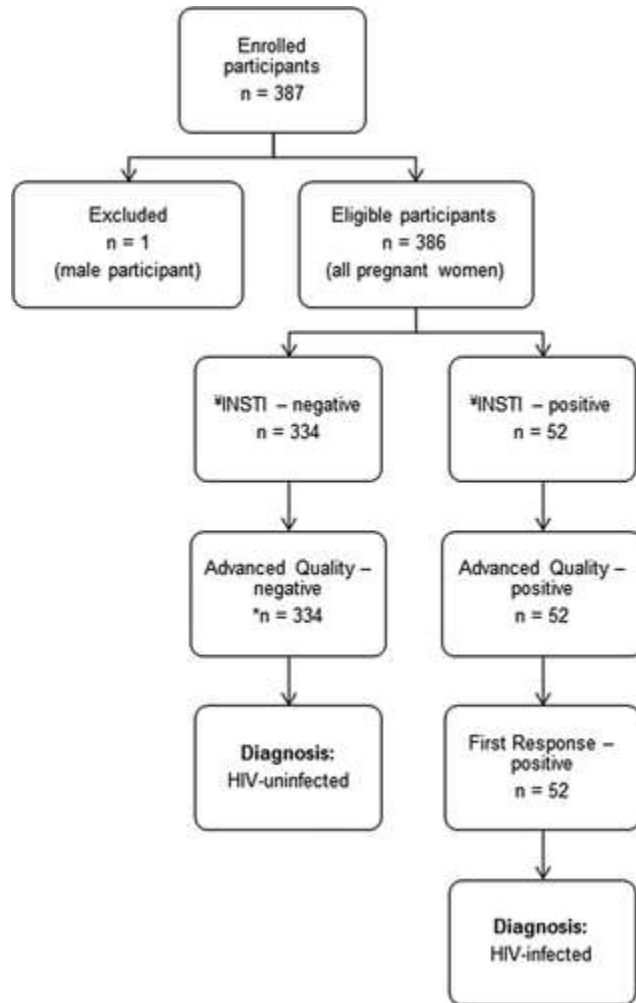 Enrolled
participants
n = 387
Excluded
n = 1
(male participant)
Eligible participants
n = 386
(all pregnant women)
¥INSTI – negative
n = 334
¥INSTI – positive
n = 52
Advanced Quality –
negative
*n = 334
Advanced Quality –
positive
n = 52
Diagnosis:
HIV-uninfected
First Response –
positive
n = 52
Diagnosis:
HIV-infected